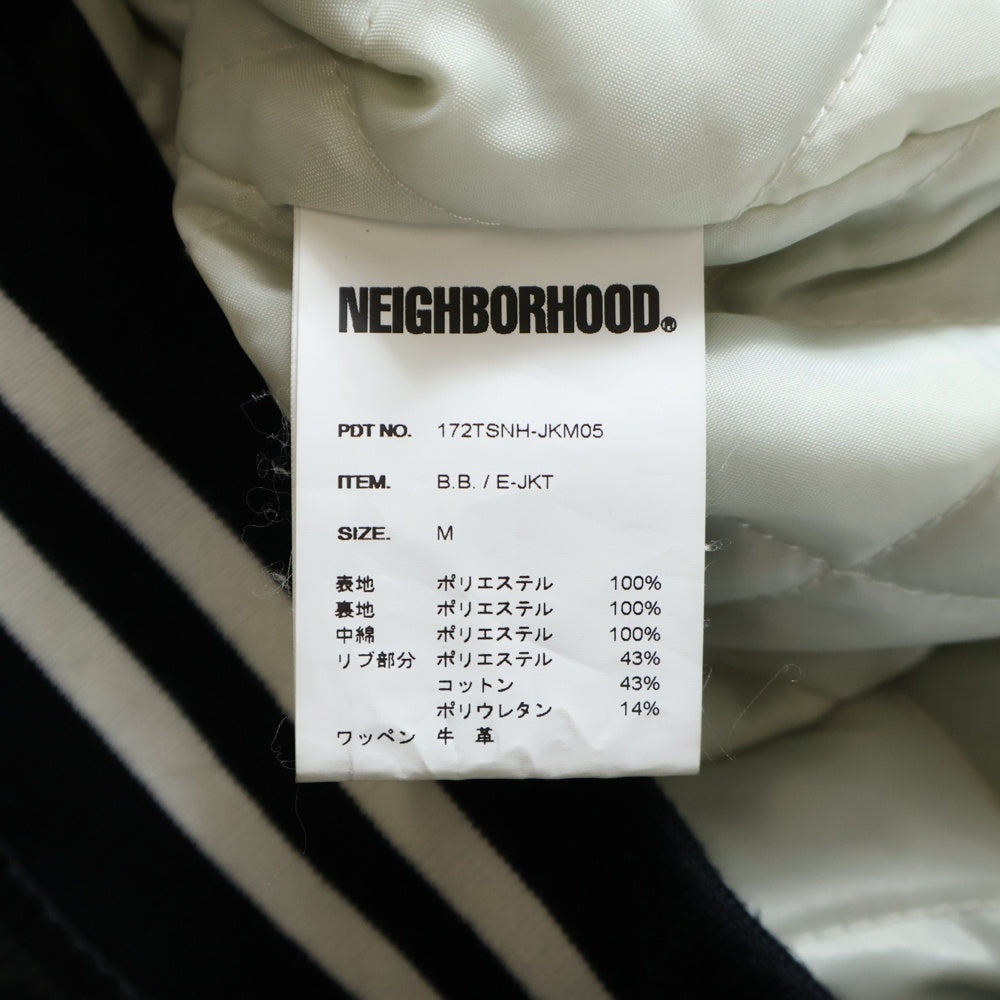 NEIGHBORHOOD®
PDT NO. 172TSNH-JKM05
ITEM. B.B. / E-JKT
SIZE. M
表地 ポリエステル 100%
裏地 ポリエステル 100%
中綿 ポリエステル 100%
リブ部分 ポリエステル 43%
コットン 43%
ポリウレタン 14%
ワッペン 牛 革